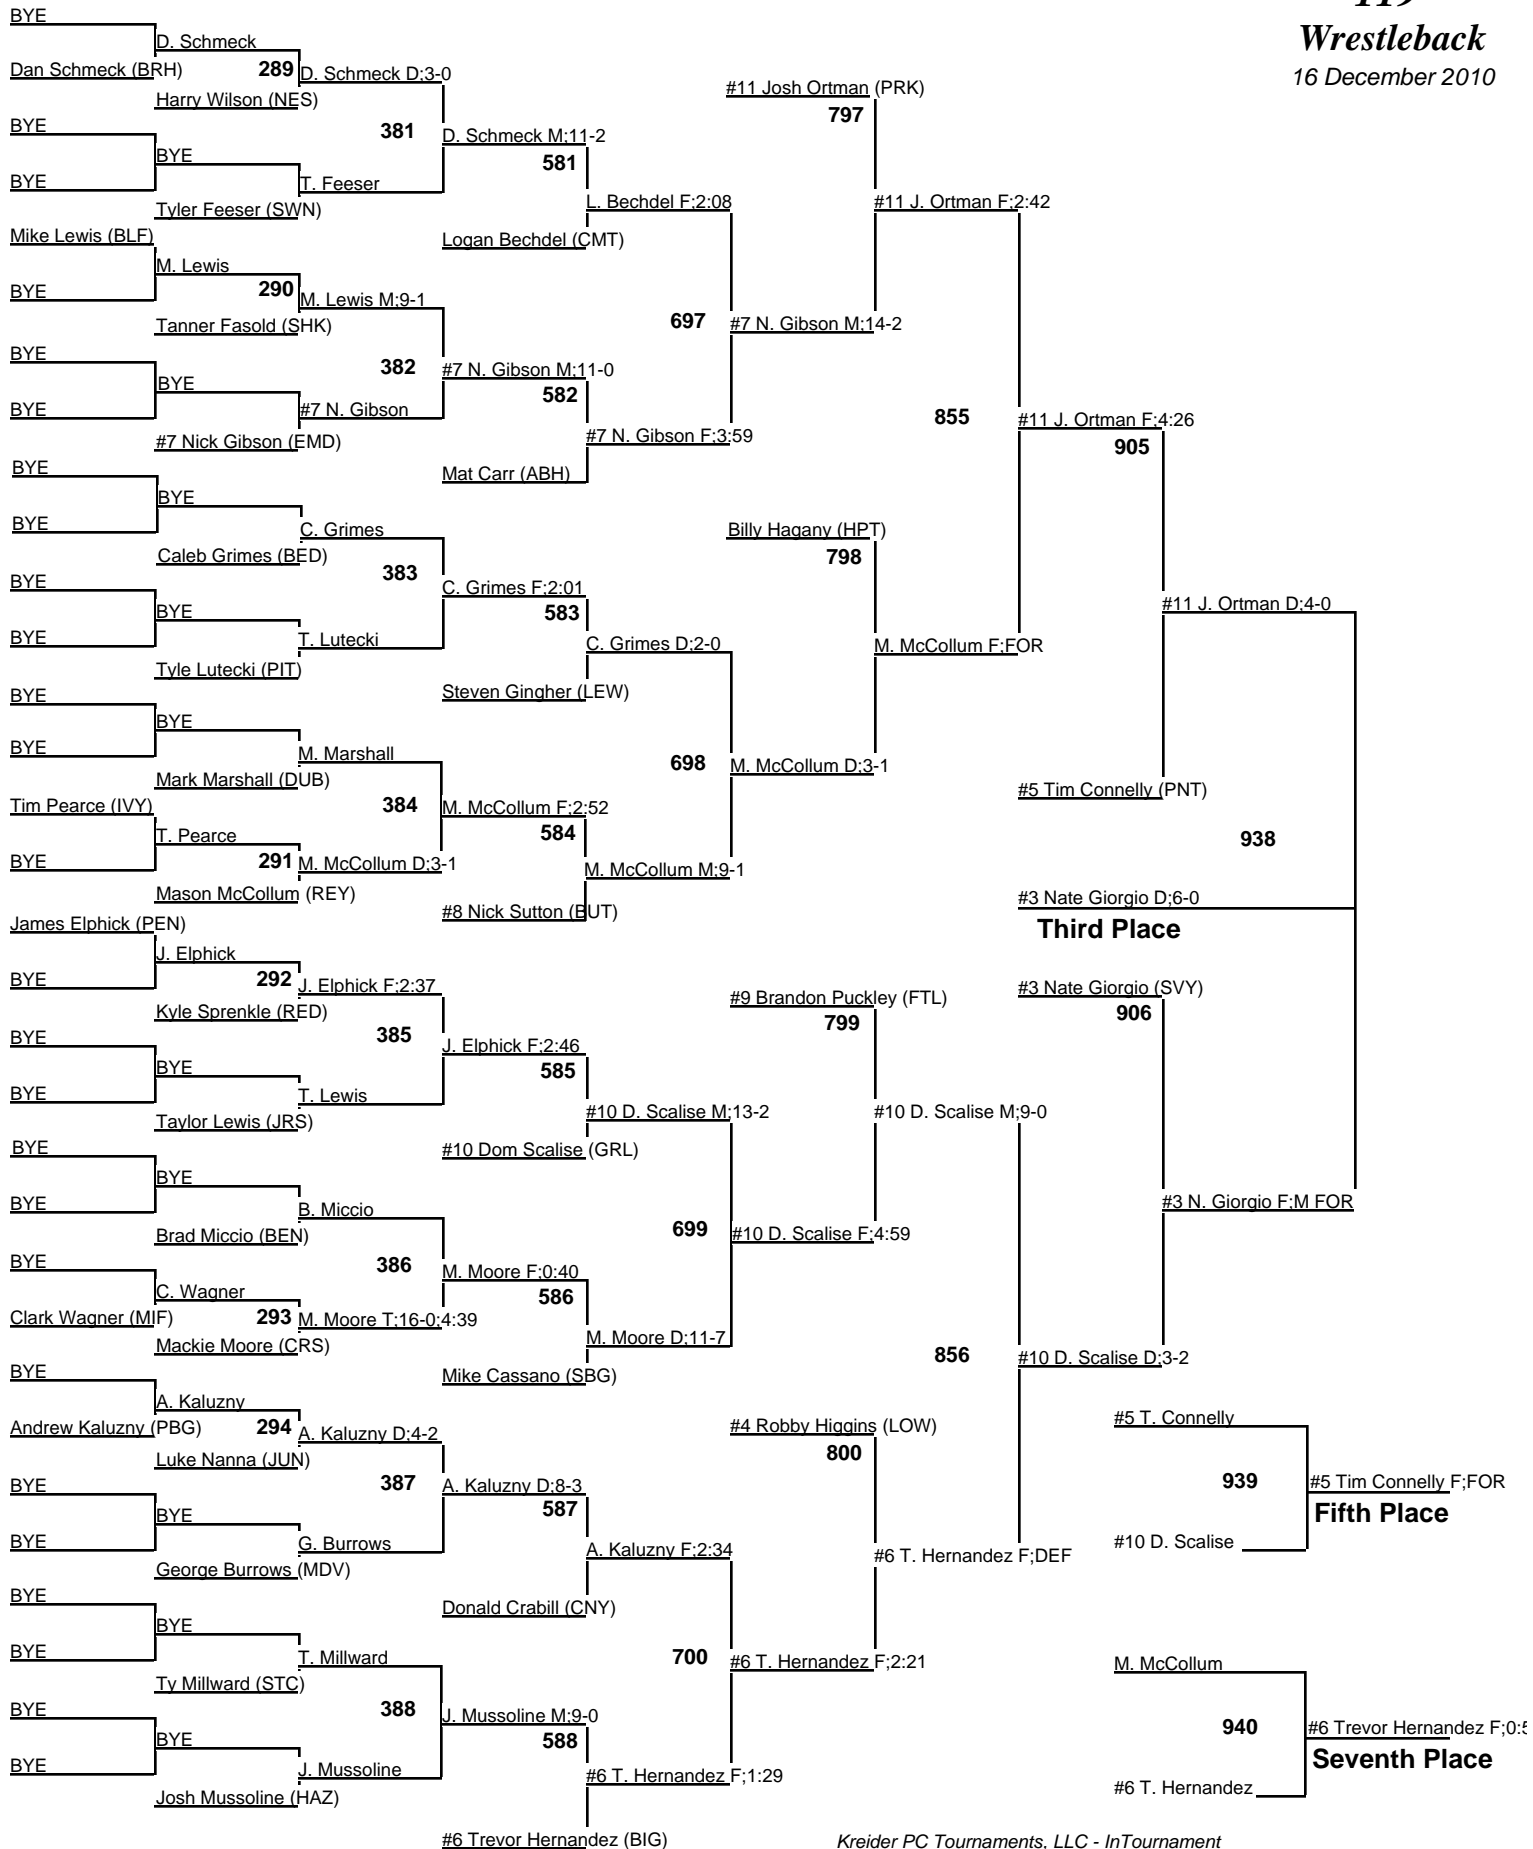 119
Wrestleback
16 December 2010
BYE
D. Schmeck
Dan Schmeck (BRH)
289
D. Schmeck D;3-0
Harry Wilson (NES)
#11 Josh Ortman (PRK)
797
BYE
381
D. Schmeck M;11-2
BYE
581
BYE
T. Feeser
L. Bechdel F;2:08
#11 J. Ortman F;2:42
Tyler Feeser (SWN)
Mike Lewis (BLF)
Logan Bechdel (CMT)
M. Lewis
BYE
290
M. Lewis M;9-1
Tanner Fasold (SHK)
697
#7 N. Gibson M;14-2
BYE
382
#7 N. Gibson M;11-0
BYE
582
BYE
#7 N. Gibson
855
#11 J. Ortman F;4:26
#7 Nick Gibson (EMD)
#7 N. Gibson F;3:59
905
BYE
Mat Carr (ABH)
BYE
BYE
C. Grimes
Billy Hagany (HPT)
Caleb Grimes (BED)
798
383
BYE
C. Grimes F;2:01
BYE
583
#11 J. Ortman D;4-0
BYE
T. Lutecki
C. Grimes D;2-0
M. McCollum F;FOR
Tyle Lutecki (PIT)
Steven Gingher (LEW)
BYE
BYE
BYE
M. Marshall
698
M. McCollum D;3-1
Mark Marshall (DUB)
#5 Tim Connelly (PNT)
Tim Pearce (IVY)
384
M. McCollum F;2:52
T. Pearce
584
938
BYE
291
M. McCollum D;3-1
M. McCollum M;9-1
Mason McCollum (REY)
#3 Nate Giorgio D;6-0
#8 Nick Sutton (BUT)
James Elphick (PEN)
Third Place
J. Elphick
BYE
292
J. Elphick F;2:37
#9 Brandon Puckley (FTL)
#3 Nate Giorgio (SVY)
Kyle Sprenkle (RED)
799
906
BYE
385
J. Elphick F;2:46
BYE
585
BYE
T. Lewis
#10 D. Scalise M;13-2
#10 D. Scalise M;9-0
Taylor Lewis (JRS)
BYE
#10 Dom Scalise (GRL)
BYE
BYE
B. Miccio
#3 N. Giorgio F;M FOR
Brad Miccio (BEN)
699
#10 D. Scalise F;4:59
BYE
386
M. Moore F;0:40
C. Wagner
586
Clark Wagner (MIF)
293
M. Moore T;16-0;4:39
Mackie Moore (CRS)
M. Moore D;11-7
856
#10 D. Scalise D;3-2
BYE
Mike Cassano (SBG)
A. Kaluzny
#5 T. Connelly
Andrew Kaluzny (PBG)
294
A. Kaluzny D;4-2
#4 Robby Higgins (LOW)
Luke Nanna (JUN)
800
BYE
387
A. Kaluzny D;8-3
939
#5 Tim Connelly F;FOR
BYE
587
Fifth Place
BYE
G. Burrows
A. Kaluzny F;2:34
#6 T. Hernandez F;DEF
#10 D. Scalise
George Burrows (MDV)
BYE
Donald Crabill (CNY)
BYE
BYE
T. Millward
700
#6 T. Hernandez F;2:21
M. McCollum
Ty Millward (STC)
BYE
388
J. Mussoline M;9-0
940
#6 Trevor Hernandez F;0:5
BYE
588
Seventh Place
BYE
J. Mussoline
#6 T. Hernandez F;1:29
#6 T. Hernandez
Josh Mussoline (HAZ)
#6 Trevor Hernandez (BIG)
Kreider PC Tournaments, LLC - InTournament